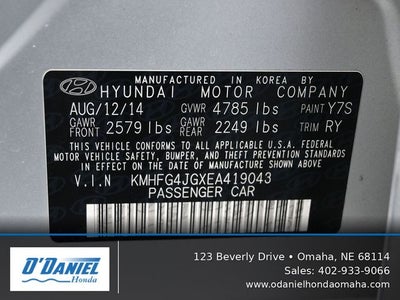 MANUFACTURED IN KOREA BY
HYUNDAI MOTOR COMPANY
AUG/12/14 GVWR 4785 lbs PAINT Y7S
GAWR FRONT 2579 lbs GAWR REAR 2249 lbs TRIM RY
THIS VEHICLE CONFORMS TO ALL APPLICABLE U.S.A. FEDERAL
MOTOR VEHICLE SAFETY, BUMPER, AND THEFT PREVENTION
STANDARDS IN EFFECT ON THE DATE OF MANUFACTURE SHOWN ABOVE.
V.I.N KMHFG4JGXEA419043
PASSENGER CAR
O'DANIEL
Honda
123 Beverly Drive • Omaha, NE 68114
Sales: 402-933-9066
www.odanielhondaomaha.com